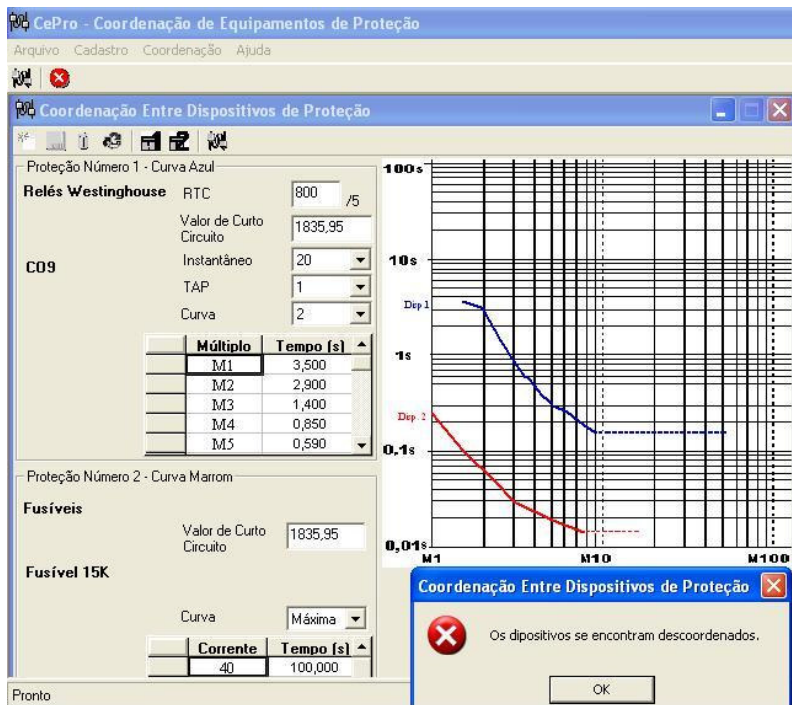 CePro - Coordenação de Equipamentos de Proteção
Arquivo Cadastro Coordenação Ajuda
Coordenação Entre Dispositivos de Proteção
Proteção Número 1 - Curva Azul
Relés Westinghouse
RTC
800
/5
Valor de Curto Circuito
1835,95
CO9
Instantâneo
20
TAP
1
Curva
2
Múltiplo Tempo (s)
M1 3,500
M2 2,900
M3 1,400
M4 0,850
M5 0,590
Proteção Número 2 - Curva Marrom
Fusíveis
Valor de Curto Circuito
1835,95
Fusível 15K
Curva
Máxima
Corrente Tempo (s)
40 100,000
Pronto
100s
10s
Disp 1
1s
Disp. 2
0,1s
0,01s
M1 M10 M100
Coordenação Entre Dispositivos de Proteção
Os dipositivos se encontram descoordenados.
OK